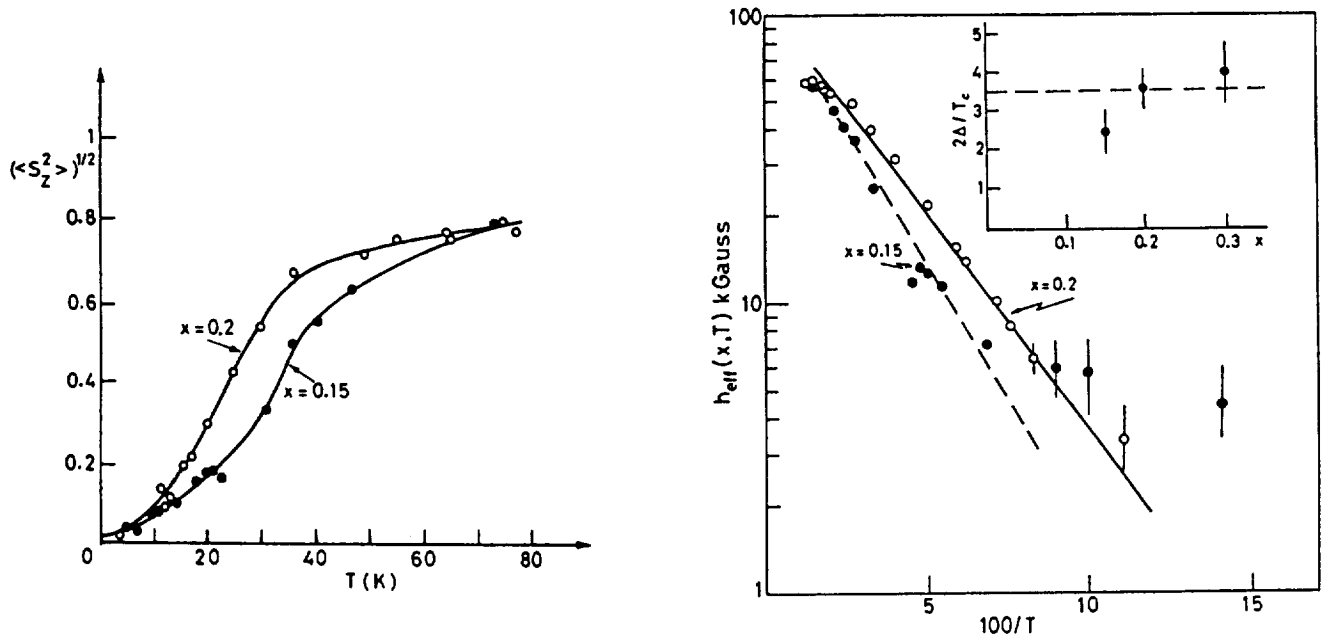 (<S_Z^2>)^1/2
1
0.8
0.6
0.4
0.2
0
20
40
60
80
T (K)
x = 0.2
x = 0.15
h_eff (x,T) kGauss
100
10
1
5
10
15
100/T
x = 0.15
x = 0.2
2Δ/T_c
5
4
3
2
1
0.1
0.2
0.3
x